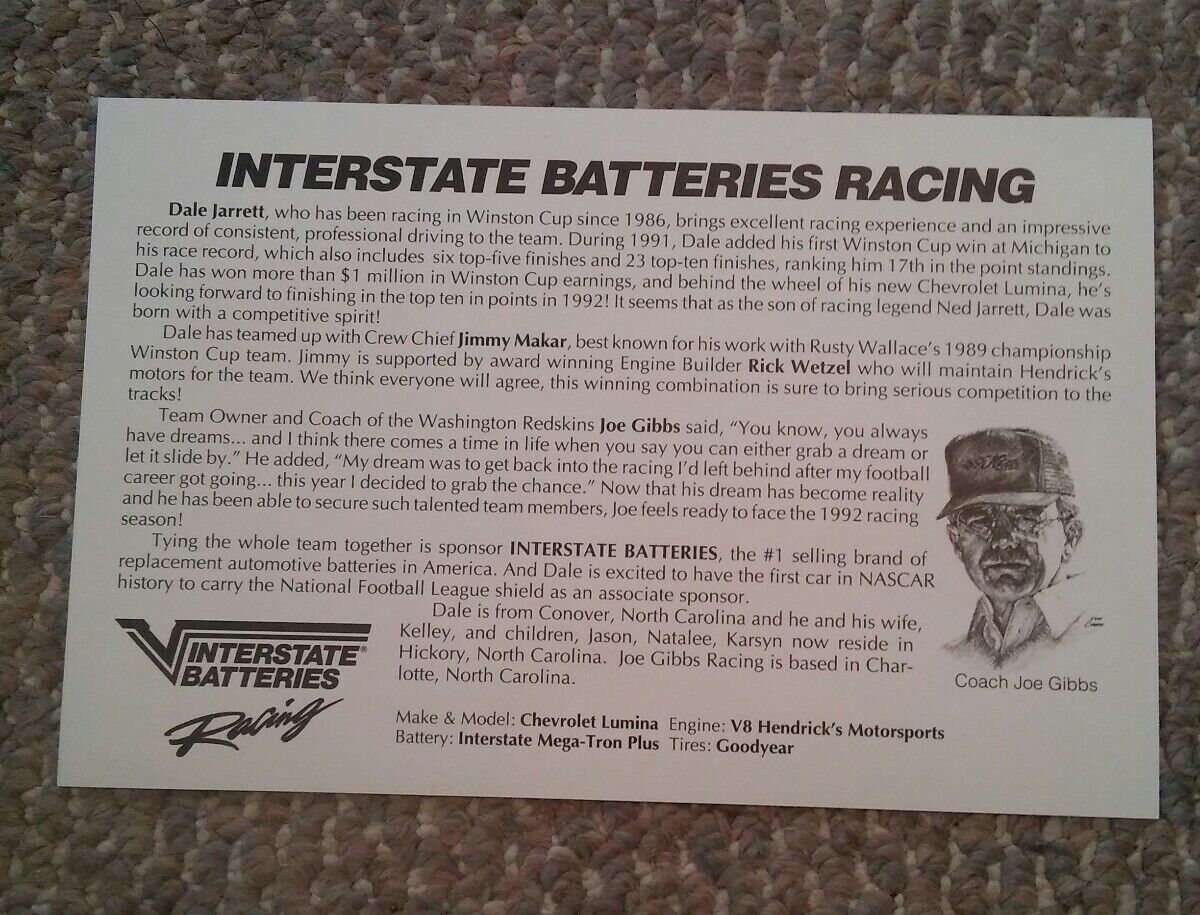 INTERSTATE BATTERIES RACING
Dale Jarrett, who has been racing in Winston Cup since 1986, brings excellent racing experience and an impressive
record of consistent, professional driving to the team. During 1991, Dale added his first Winston Cup win at Michigan to
his race record, which also includes six top-five finishes and 23 top-ten finishes, ranking him 17th in the point standings.
Dale has won more than $1 million in Winston Cup earnings, and behind the wheel of his new Chevrolet Lumina, he's
looking forward to finishing in the top ten in points in 1992! It seems that as the son of racing legend Ned Jarrett, Dale was
born with a competitive spirit!
Dale has teamed up with Crew Chief Jimmy Makar, best known for his work with Rusty Wallace's 1989 championship
Winston Cup team. Jimmy is supported by award winning Engine Builder Rick Wetzel who will maintain Hendrick's
motors for the team. We think everyone will agree, this winning combination is sure to bring serious competition to the
tracks!
Team Owner and Coach of the Washington Redskins Joe Gibbs said, "You know, you always
have dreams... and I think there comes a time in life when you say you can either grab a dream or
let it slide by." He added, "My dream was to get back into the racing I'd left behind after my football
career got going... this year I decided to grab the chance." Now that his dream has become reality
and he has been able to secure such talented team members, Joe feels ready to face the 1992 racing
season!
Tying the whole team together is sponsor INTERSTATE BATTERIES, the #1 selling brand of
replacement automotive batteries in America. And Dale is excited to have the first car in NASCAR
history to carry the National Football League shield as an associate sponsor.
Dale is from Conover, North Carolina and he and his wife,
Kelley, and children, Jason, Natalee, Karsyn now reside in
Hickory, North Carolina. Joe Gibbs Racing is based in Char-
lotte, North Carolina.
Coach Joe Gibbs
INTERSTATE®
BATTERIES
Racing
Make & Model: Chevrolet Lumina Engine: V8 Hendrick's Motorsports
Battery: Interstate Mega-Tron Plus Tires: Goodyear